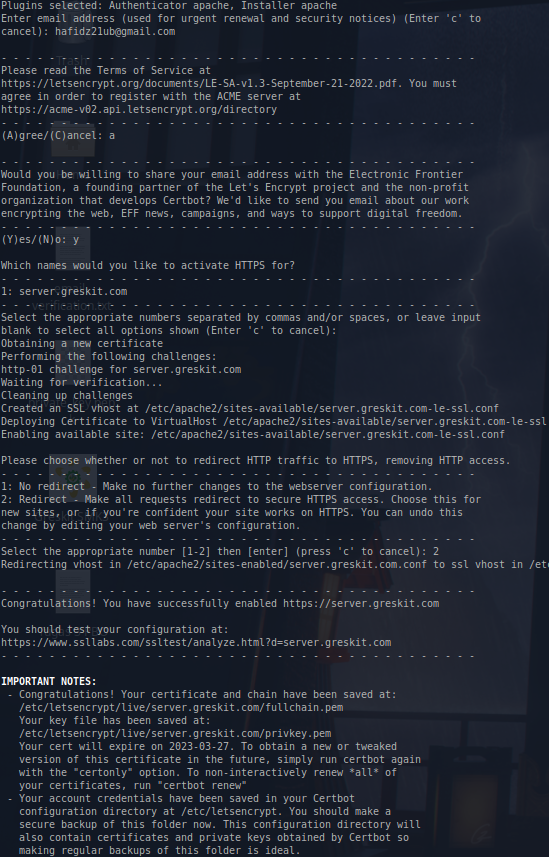 Plugins selected: Authenticator apache, Installer apache
Enter email address (used for urgent renewal and security notices) (Enter 'c' to
cancel): hafidz21ub@gmail.com
- - - - - - - - - - - - - - - - - - - - - - - - - - - - - - - - - - - - - - - -
Please read the Terms of Service at
https://letsencrypt.org/documents/LE-SA-v1.3-September-21-2022.pdf. You must
agree in order to register with the ACME server at
https://acme-v02.api.letsencrypt.org/directory
- - - - - - - - - - - - - - - - - - - - - - - - - - - - - - - - - - - - - - - -
(A)gree/(C)ancel: a
- - - - - - - - - - - - - - - - - - - - - - - - - - - - - - - - - - - - - - - -
Would you be willing to share your email address with the Electronic Frontier
Foundation, a founding partner of the Let's Encrypt project and the non-profit
organization that develops Certbot? We'd like to send you email about our work
encrypting the web, EFF news, campaigns, and ways to support digital freedom.
- - - - - - - - - - - - - - - - - - - - - - - - - - - - - - - - - - - - - - - -
(Y)es/(N)o: y
Which names would you like to activate HTTPS for?
- - - - - - - - - - - - - - - - - - - - - - - - - - - - - - - - - - - - - - - -
1: server.greskit.com
- - - - - - - - - - - - - - - - - - - - - - - - - - - - - - - - - - - - - - - -
Select the appropriate numbers separated by commas and/or spaces, or leave input
blank to select all options shown (Enter 'c' to cancel):
Obtaining a new certificate
Performing the following challenges:
http-01 challenge for server.greskit.com
Waiting for verification...
Cleaning up challenges
Created an SSL vhost at /etc/apache2/sites-available/server.greskit.com-le-ssl.conf
Deploying Certificate to VirtualHost /etc/apache2/sites-available/server.greskit.com-le-ssl
Enabling available site: /etc/apache2/sites-available/server.greskit.com-le-ssl.conf
Please choose whether or not to redirect HTTP traffic to HTTPS, removing HTTP access.
- - - - - - - - - - - - - - - - - - - - - - - - - - - - - - - - - - - - - - - -
1: No redirect - Make no further changes to the webserver configuration.
2: Redirect - Make all requests redirect to secure HTTPS access. Choose this for
new sites, or if you're confident your site works on HTTPS. You can undo this
change by editing your web server's configuration.
- - - - - - - - - - - - - - - - - - - - - - - - - - - - - - - - - - - - - - - -
Select the appropriate number [1-2] then [enter] (press 'c' to cancel): 2
Redirecting vhost in /etc/apache2/sites-enabled/server.greskit.com.conf to ssl vhost in /etc
- - - - - - - - - - - - - - - - - - - - - - - - - - - - - - - - - - - - - - - -
Congratulations! You have successfully enabled https://server.greskit.com
You should test your configuration at:
https://www.ssllabs.com/ssltest/analyze.html?d=server.greskit.com
- - - - - - - - - - - - - - - - - - - - - - - - - - - - - - - - - - - - - - - -
IMPORTANT NOTES:
- Congratulations! Your certificate and chain have been saved at:
/etc/letsencrypt/live/server.greskit.com/fullchain.pem
Your key file has been saved at:
/etc/letsencrypt/live/server.greskit.com/privkey.pem
Your cert will expire on 2023-03-27. To obtain a new or tweaked
version of this certificate in the future, simply run certbot again
with the "certonly" option. To non-interactively renew *all* of
your certificates, run "certbot renew"
- Your account credentials have been saved in your Certbot
configuration directory at /etc/letsencrypt. You should make a
secure backup of this folder now. This configuration directory will
also contain certificates and private keys obtained by Certbot so
making regular backups of this folder is ideal.